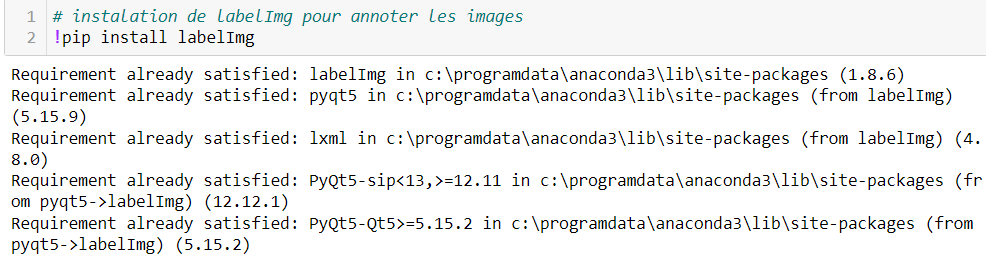 1 # instalation de labelImg pour annoter les images
2 !pip install labelImg
Requirement already satisfied: labelImg in c:\programdata\anaconda3\lib\site-packages (1.8.6)
Requirement already satisfied: pyqt5 in c:\programdata\anaconda3\lib\site-packages (from labelImg)
(5.15.9)
Requirement already satisfied: lxml in c:\programdata\anaconda3\lib\site-packages (from labelImg) (4.
8.0)
Requirement already satisfied: PyQt5-sip<13,>=12.11 in c:\programdata\anaconda3\lib\site-packages (fr
om pyqt5->labelImg) (12.12.1)
Requirement already satisfied: PyQt5-Qt5>=5.15.2 in c:\programdata\anaconda3\lib\site-packages (from
pyqt5->labelImg) (5.15.2)